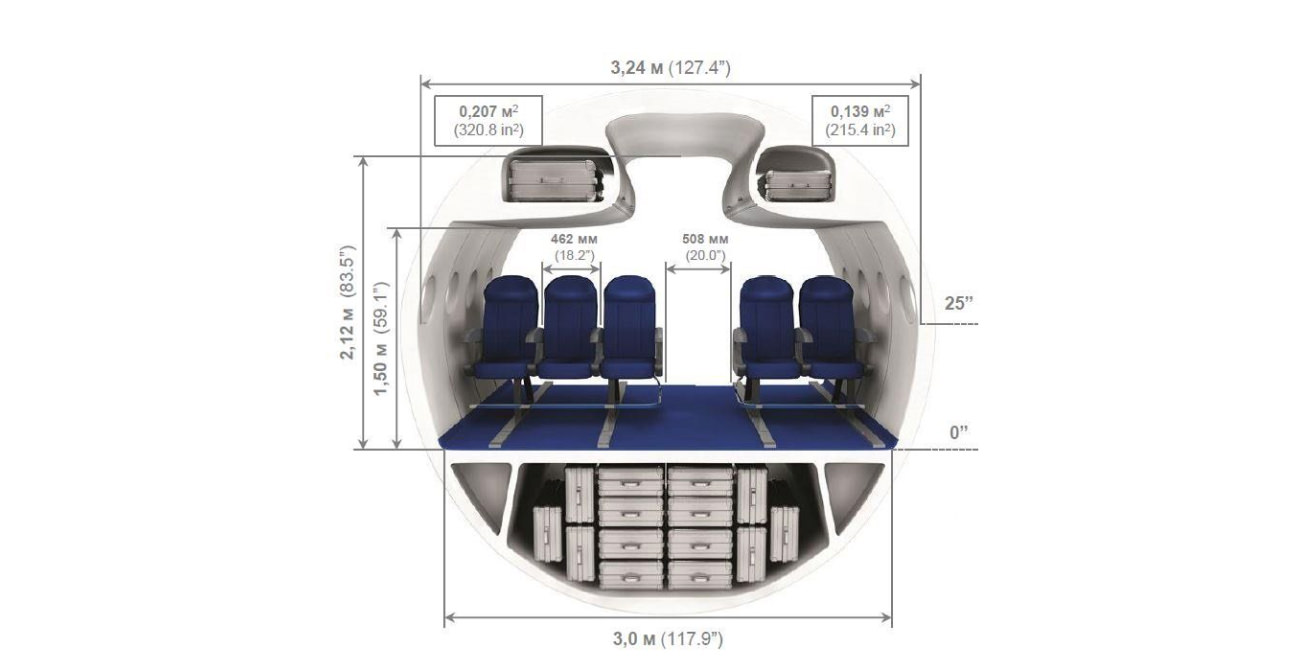 3,24 м (127.4”)
0,207 м²
(320.8 in²)
0,139 м²
(215.4 in²)
462 мм
(18.2”)
508 мм
(20.0”)
2,12 м (83.5”)
1,50 м (59.1”)
25”
0”
3,0 м (117.9”)